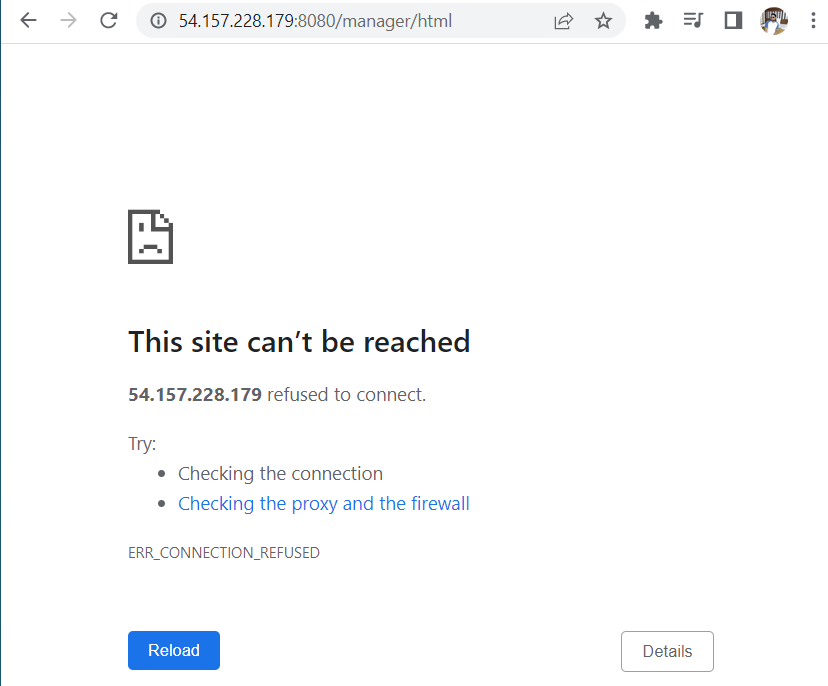 54.157.228.179:8080/manager/html
This site can’t be reached
54.157.228.179 refused to connect.
Try:
Checking the connection
Checking the proxy and the firewall
ERR_CONNECTION_REFUSED
Reload
Details